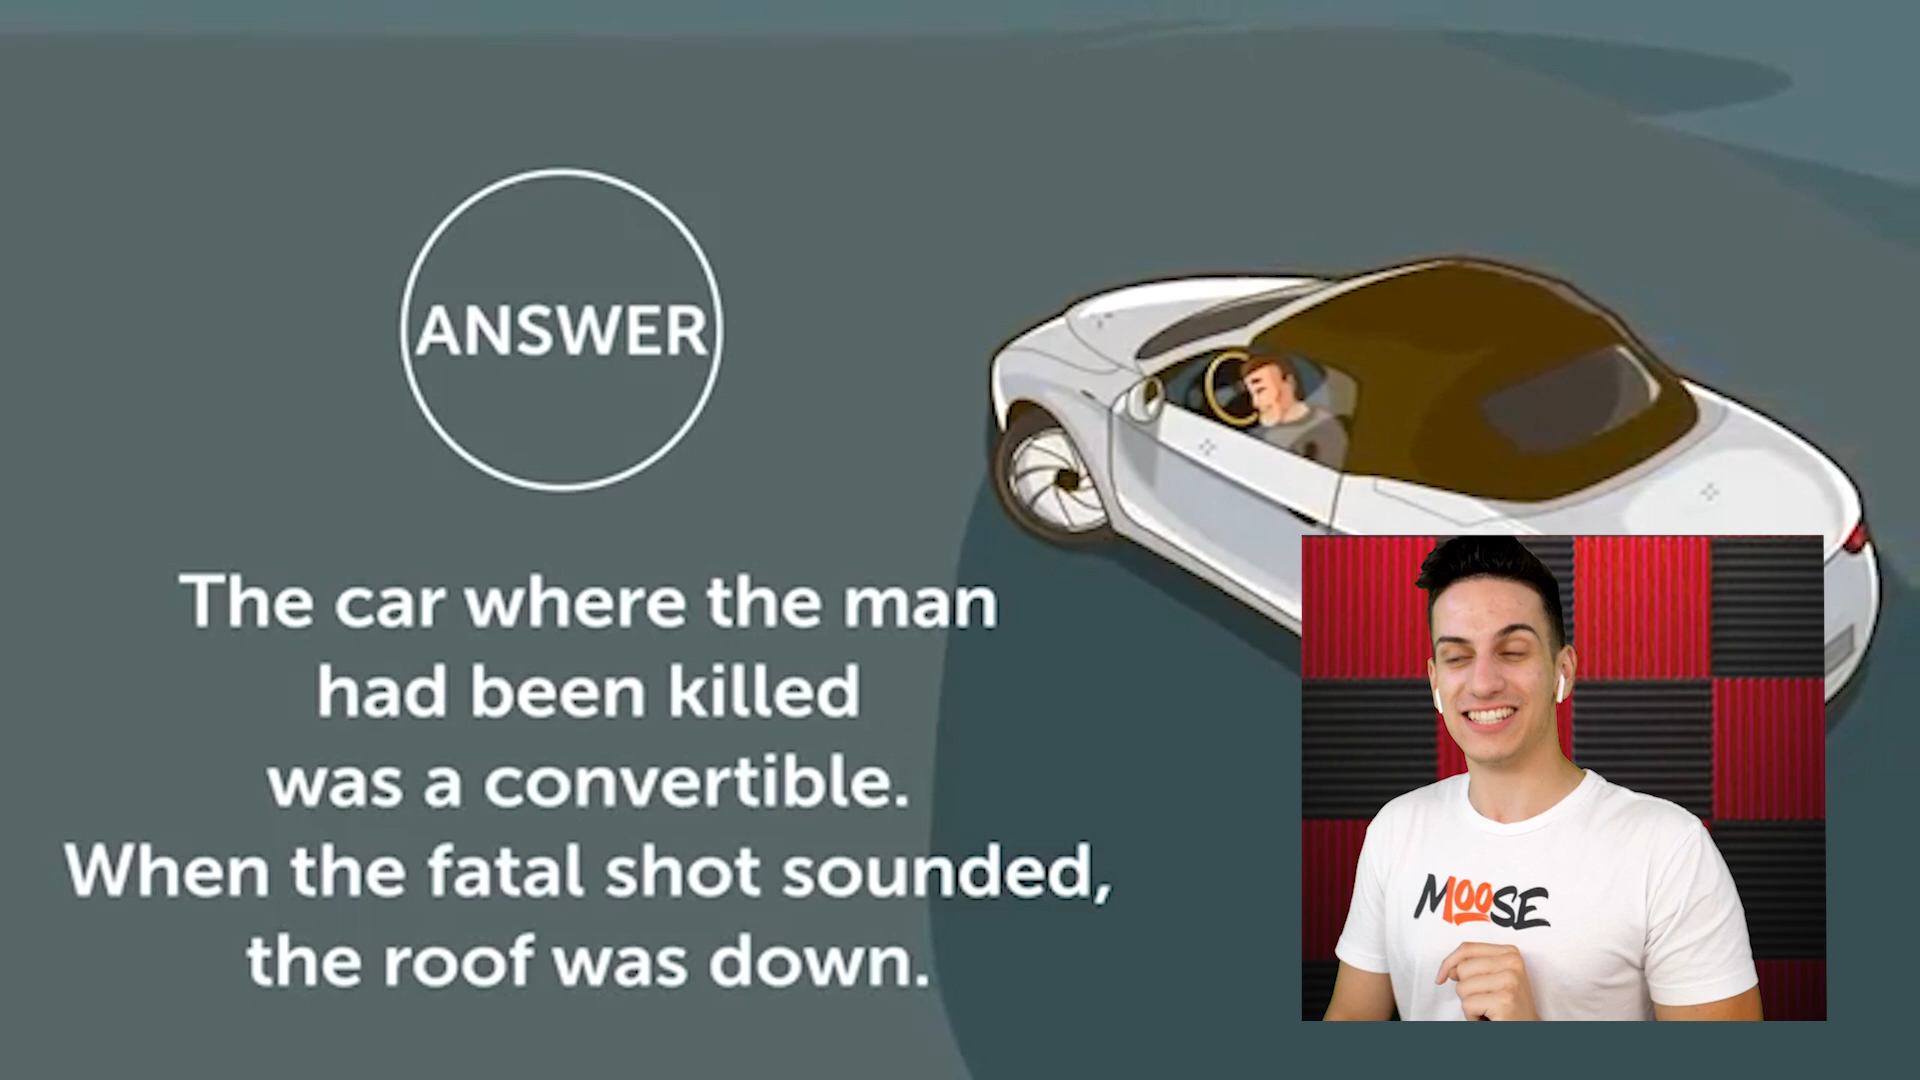 ANSWER
The car where the man
had been killed
was a convertible.
When the fatal shot sounded,
the roof was down.
MOOSE